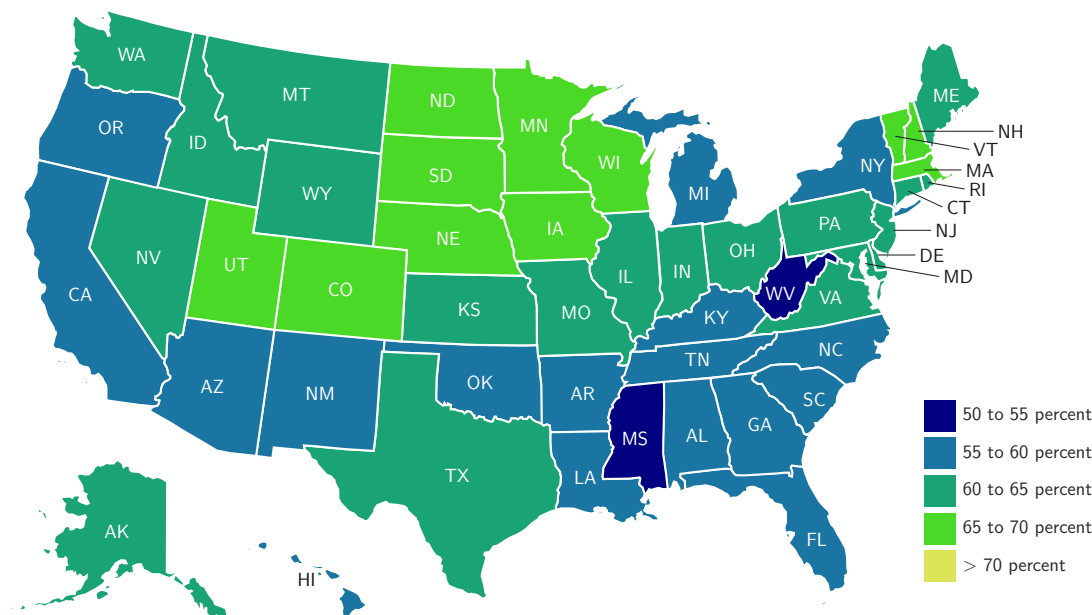 WA
MT
ND
MN
ME
OR
ID
WI
NH
VT
SD
WY
MI
NY
MA
RI
CT
NV
UT
NE
IA
PA
NJ
OH
DE
CO
IL
IN
MD
CA
KS
MO
WV
VA
KY
AZ
NM
OK
AR
TN
NC
SC
MS
AL
GA
TX
LA
FL
AK
HI
50 to 55 percent
55 to 60 percent
60 to 65 percent
65 to 70 percent
> 70 percent